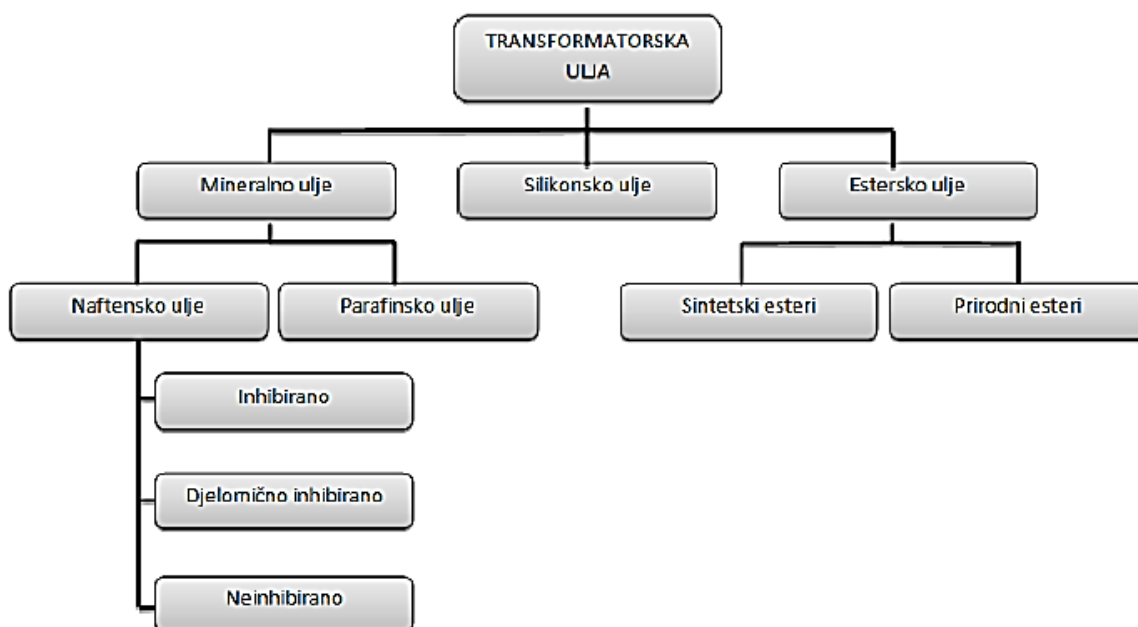 TRANSFORMATORSKA
ULJA
Mineralno ulje
Silikonsko ulje
Estersko ulje
Naftensko ulje
Parafinsko ulje
Sintetski esteri
Prirodni esteri
Inhibirano
Djelomično inhibirano
Neinhibirano